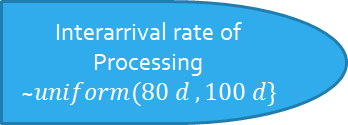 Interarrival rate of
Processing
~uniform(80 d ,100 d}